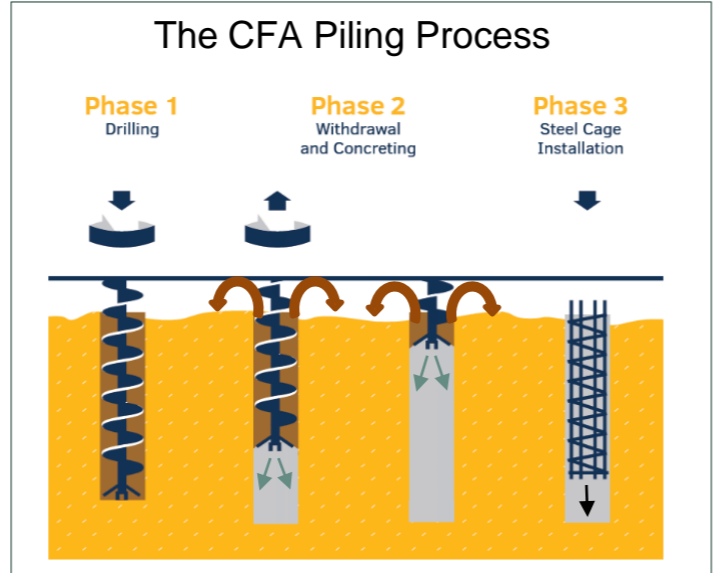 The CFA Piling Process
Phase 1
Drilling
Phase 2
Withdrawal
and Concreting
Phase 3
Steel Cage
Installation